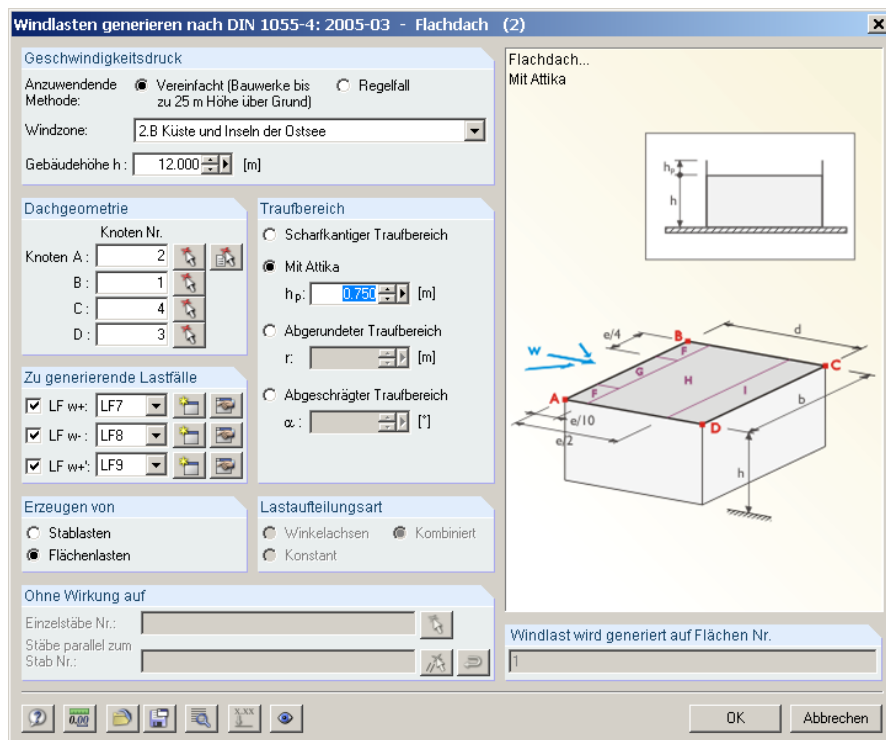 Windlasten generieren nach DIN 1055-4: 2005-03 - Flachdach (2)
Geschwindigkeitsdruck
Anzuwendende Methode:
Vereinfacht (Bauwerke bis zu 25 m Höhe über Grund)
Regelfall
Windzone: 2.B Küste und Inseln der Ostsee
Gebäudehöhe h : 12.000 [m]
Dachgeometrie
Knoten Nr.
Knoten A : 2
B : 1
C : 4
D : 3
Traufbereich
Scharfkantiger Traufbereich
Mit Attika
hp: 0.750 [m]
Abgerundeter Traufbereich
r: [m]
Abgeschrägter Traufbereich
α : [°]
Zu generierende Lastfälle
LF w+: LF7
LF w- : LF8
LF w+': LF9
Erzeugen von
Stablasten
Flächenlasten
Lastaufteilungsart
Winkelachsen Kombiniert
Konstant
Ohne Wirkung auf
Einzelstäbe Nr.:
Stäbe parallel zum
Stab Nr.:
Flachdach...
Mit Attika
hp
h
W
e/4
B
d
F
G
H
C
F
I
A
b
e/10
D
e/2
h
Windlast wird generiert auf Flächen Nr.
1
0.00
x.xx
OK Abbrechen